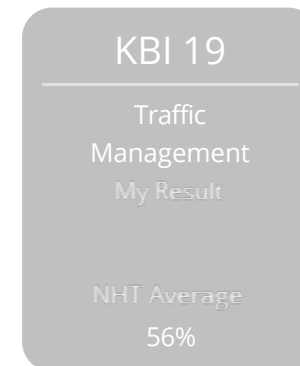 KBI 19
Traffic
Management
My Result
NHT Average
56%